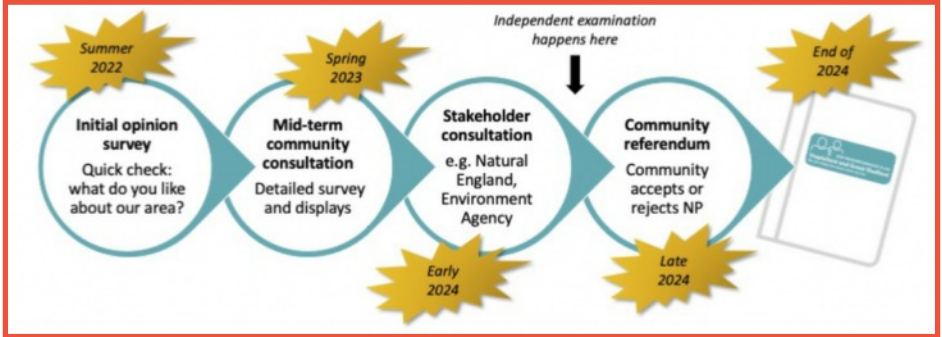 Independent examination
happens here
Summer
2022
Spring
2023
End of
2024
Initial opinion
survey
Quick check:
what do you like
about our area?
Mid-term
community
consultation
Detailed survey
and displays
Stakeholder
consultation
e.g. Natural
England,
Environment
Agency
Community
referendum
Community
accepts or
rejects NP
Early
2024
Late
2024